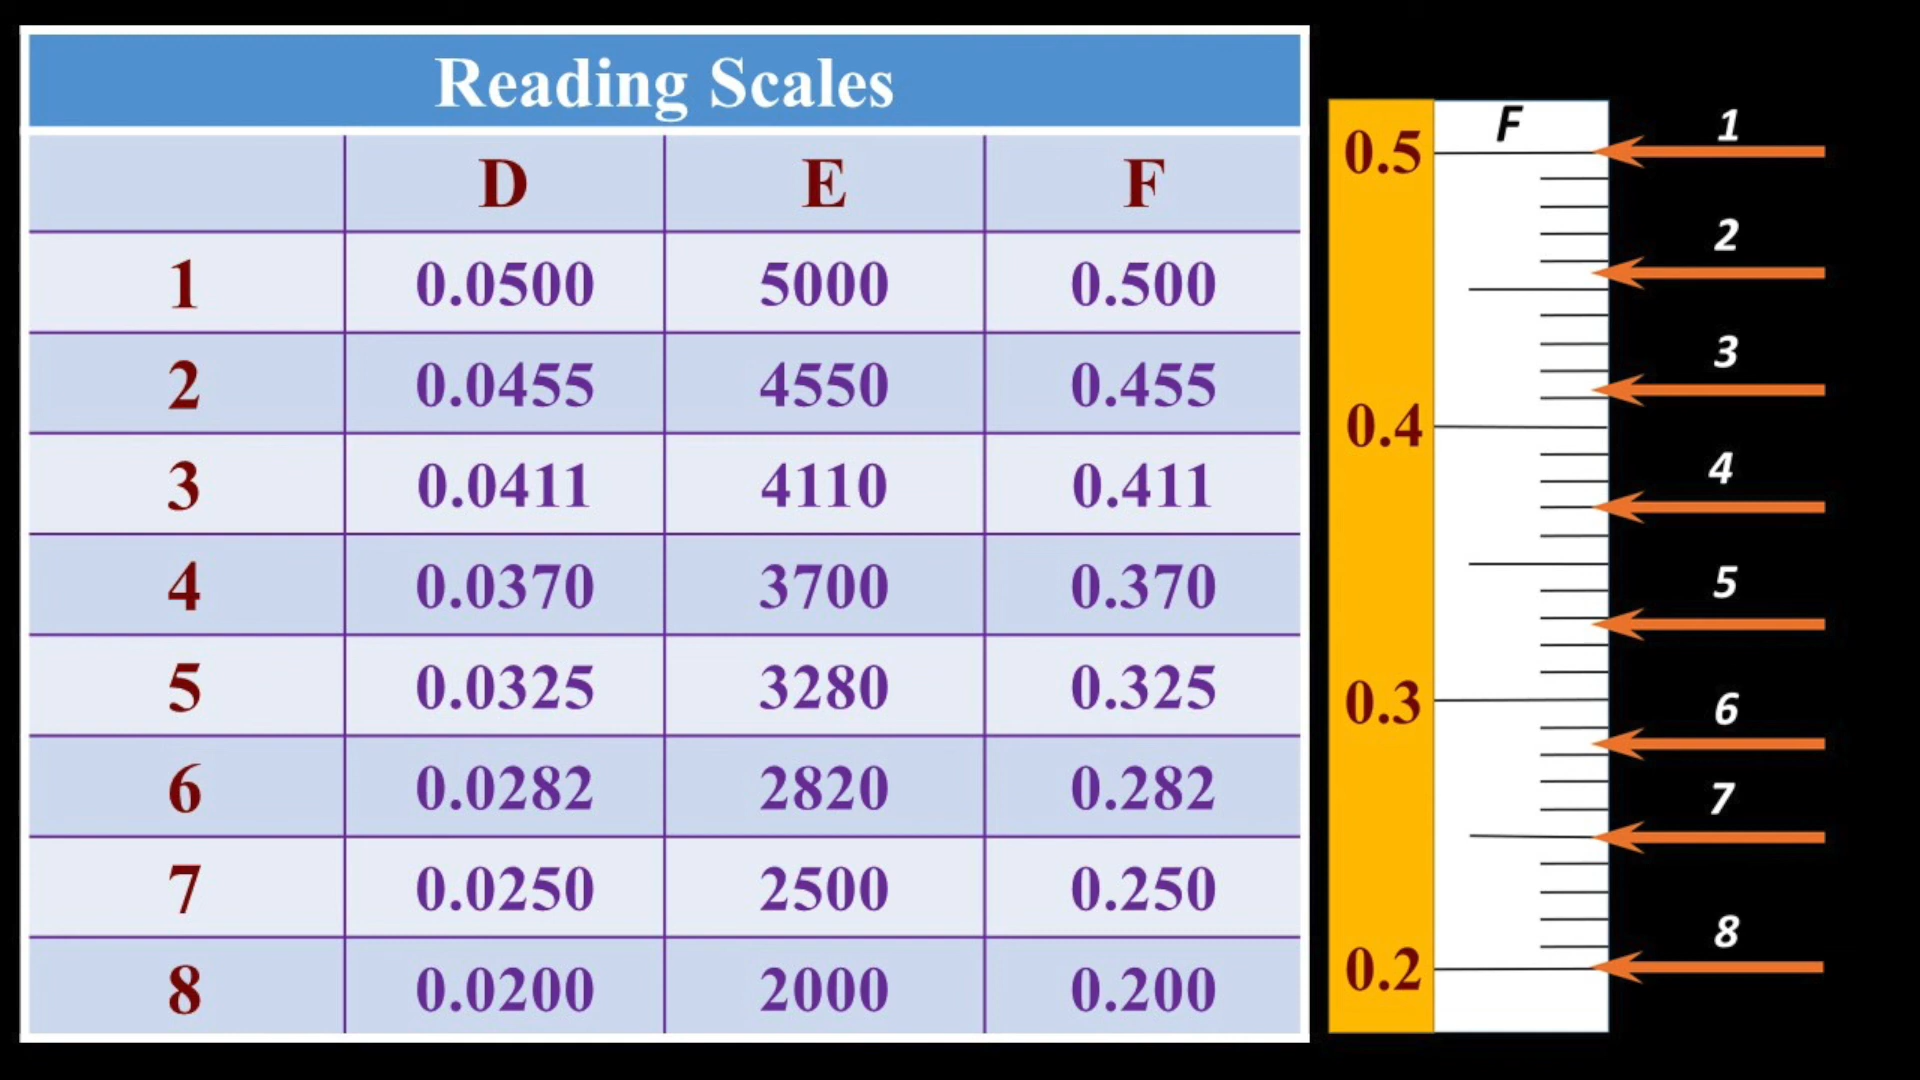 Reading Scales
D E F
1 0.0500 5000 0.500
2 0.0455 4550 0.455
3 0.0411 4110 0.411
4 0.0370 3700 0.370
5 0.0325 3280 0.325
6 0.0282 2820 0.282
7 0.0250 2500 0.250
8 0.0200 2000 0.200
F
0.5
0.4
0.3
0.2
1
2
3
4
5
6
7
8